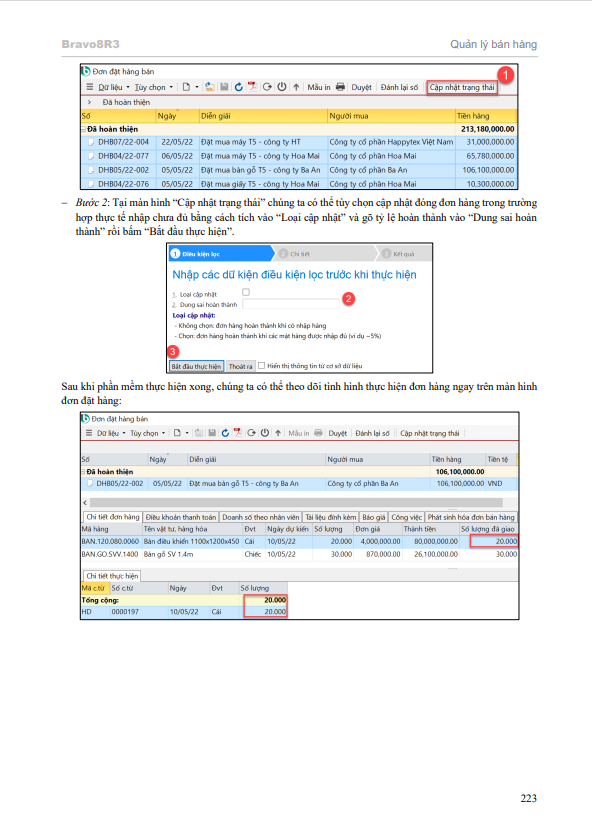 Bravo8R3 Quản lý bán hàng
1
Đơn đặt hàng bán
Dữ liệu Tùy chọn Mẫu in Duyệt Đánh lại số Cập nhật trạng thái
> Đã hoàn thiện
Số Ngày Diễn giải Người mua Tiền hàng
Đã hoàn thiện 213,180,000.00
DHB07/22-004 22/05/22 Đặt mua máy T5 - công ty HT Công ty cổ phần Happytex Việt Nam 31,000,000.00
DHB04/22-077 06/05/22 Đặt mua máy T5 - công ty Hoa Mai Công ty cổ phần Hoa Mai 65,780,000.00
DHB05/22-002 05/05/22 Đặt mua bàn gỗ T5 - công ty Ba An Công ty cổ phần Ba An 106,100,000.00
DHB04/22-076 05/05/22 Đặt mua giấy T5 - công ty Hoa Mai Công ty cổ phần Hoa Mai 10,300,000.00
– Bước 2: Tại màn hình “Cập nhật trạng thái” chúng ta có thể tùy chọn cập nhật đóng đơn hàng trong trường
hợp thực tế nhập chưa đủ bằng cách tích vào “Loại cập nhật” và gõ tỷ lệ hoàn thành vào “Dung sai hoàn
thành” rồi bấm “Bắt đầu thực hiện”.
1 Điều kiện lọc 2 Chi tiết 3 Kết quả
Nhập các dữ kiện điều kiện lọc trước khi thực hiện
1. Loại cập nhật
2. Dung sai hoàn thành 2
Loại cập nhật:
- Không chọn: đơn hàng hoàn thành khi có nhập hàng
- Chọn: đơn hàng hoàn thành khi các mặt hàng được nhập đủ (ví dụ ~5%)
3
Bắt đầu thực hiện Thoát ra Hiển thị thông tin từ cơ sở dữ liệu
Sau khi phần mềm thực hiện xong, chúng ta có thể theo dõi tình hình thực hiện đơn hàng ngay trên màn hình
đơn đặt hàng:
Đơn đặt hàng bán
Dữ liệu Tùy chọn Mẫu in Duyệt Đánh lại số Cập nhật trạng thái
Số Ngày Diễn giải Người mua Tiền hàng Tiền tệ
Đã hoàn thiện 106,100,000.00
DHB05/22-002 05/05/22 Đặt mua bàn gỗ T5 - công ty Ba An Công ty cổ phần Ba An 106,100,000.00 VND
Chi tiết đơn hàng Điều khoản thanh toán Doanh số theo nhân viên Tài liệu đính kèm Báo giá Công việc Phát sinh hóa đơn bán hàng
Mã hàng Tên vật tư, hàng hóa Đvt Ngày dự kiến Số lượng Đơn giá Thành tiền Số lượng đã giao
BAN.120.080.0060 Bàn điều khiển 1100x1200x450 Cái 10/05/22 20.000 4,000,000.00 80,000,000.00 20.000
BAN.GO.SVV.1400 Bàn gỗ SV 1.4m Chiếc 10/05/22 30.000 870,000.00 26,100,000.00 30.000
Chi tiết thực hiện
Mã c.từ Số c.từ Ngày Đvt Số lượng
Tổng cộng: 20.000
HD 0000197 10/05/22 Cái 20.000
223